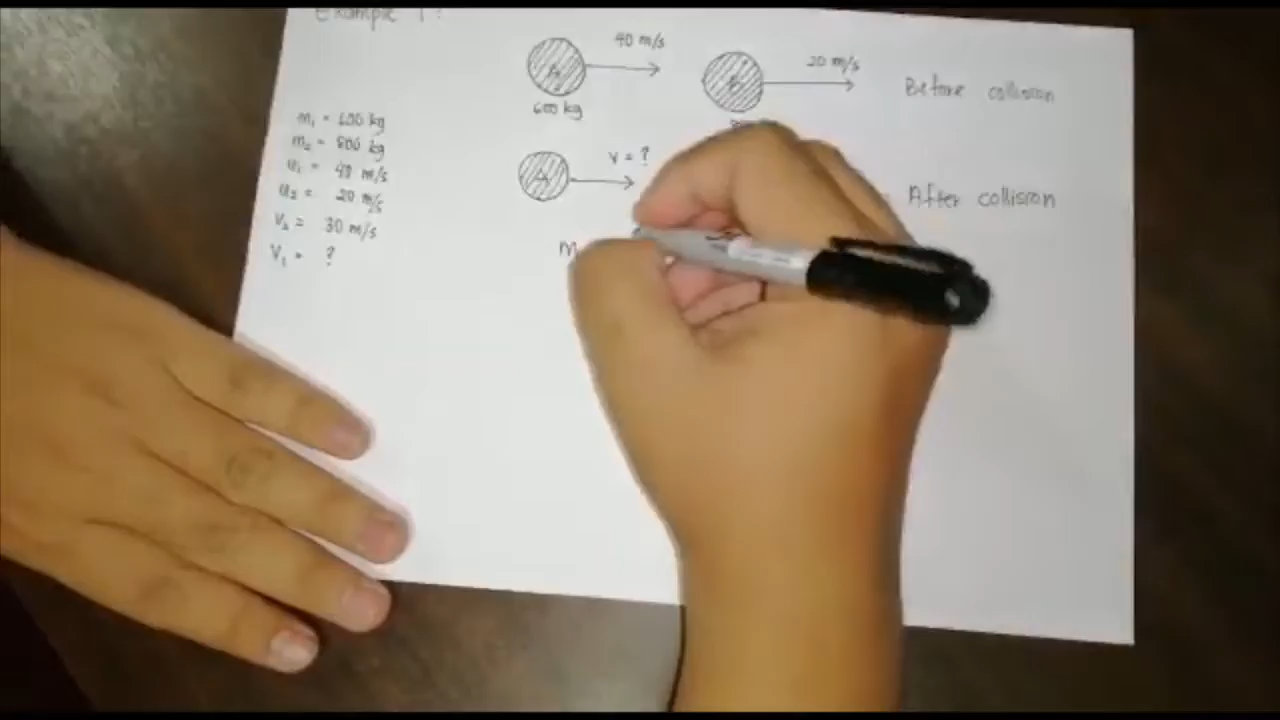 Example 1:
40 m/s
20 m/s
Before collision
A
600 kg
m₁ = 600 kg
m₂ = 800 kg
u₁ = 40 m/s
u₂ = 20 m/s
V₂ = 30 m/s
V₁ = ?
A
V = ?
After collision
m